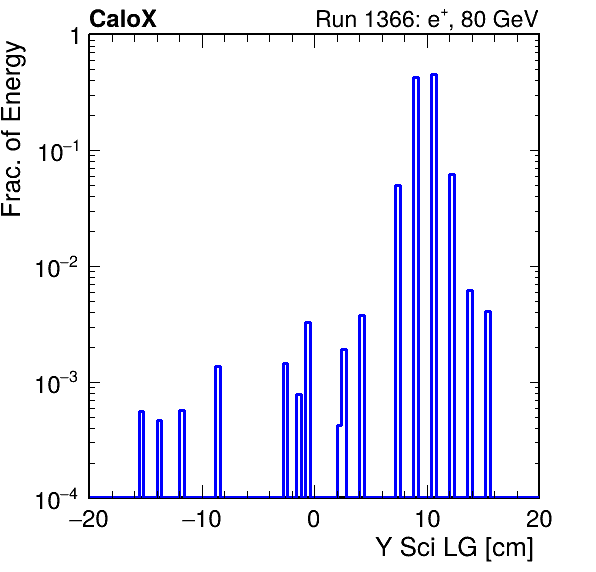 CaloX Run 1366: e⁺, 80 GeV
Frac. of Energy
1
10⁻¹
10⁻²
10⁻³
10⁻⁴
−20 −10 0 10 20
Y Sci LG [cm]